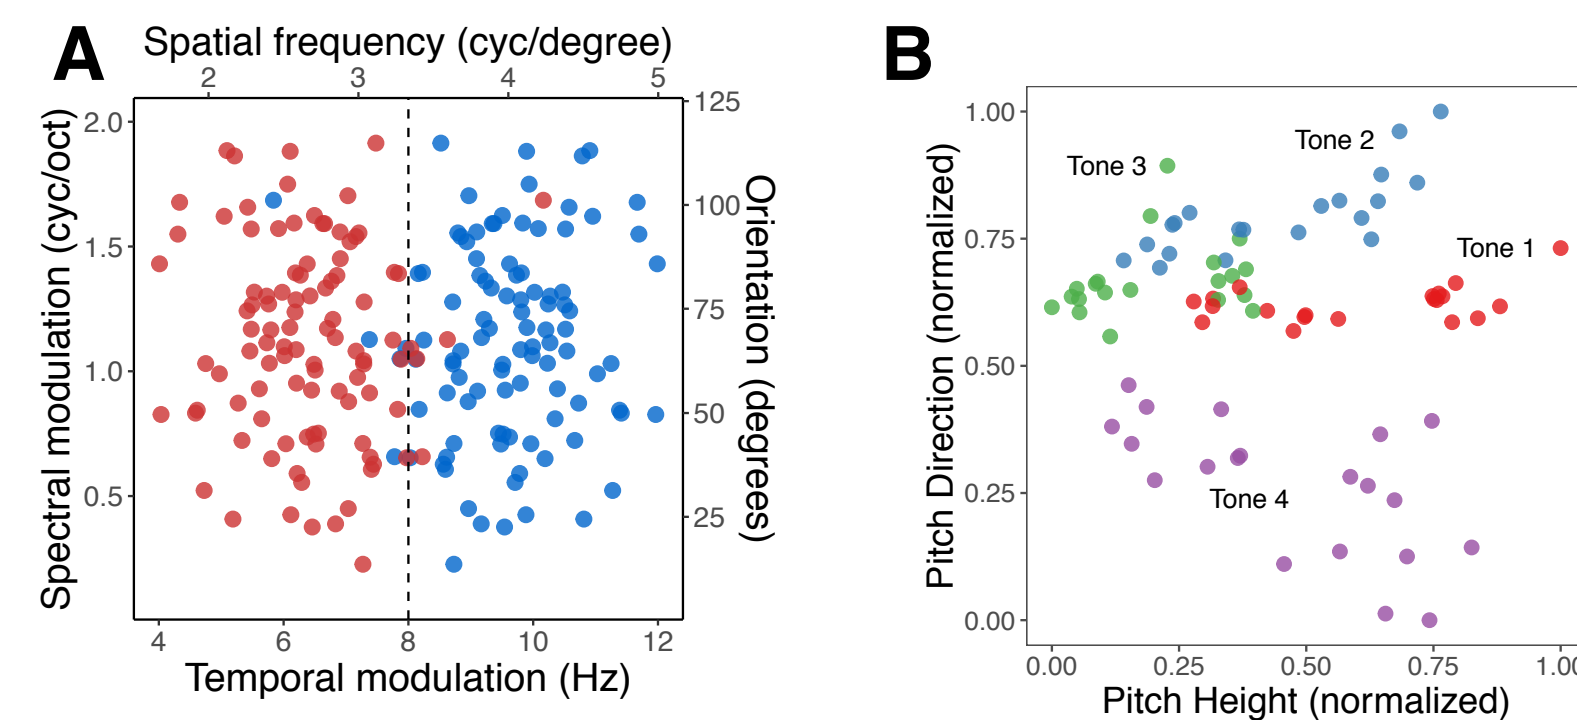 A
Spatial frequency (cyc/degree)
2 3 4 5
Spectral modulation (cyc/oct)
2.0
1.5
1.0
0.5
125
100
75
50
25
Orientation (degrees)
4 6 8 10 12
Temporal modulation (Hz)
B
Pitch Direction (normalized)
1.00
0.75
0.50
0.25
0.00
Tone 2
Tone 3
Tone 1
Tone 4
0.00 0.25 0.50 0.75 1.00
Pitch Height (normalized)